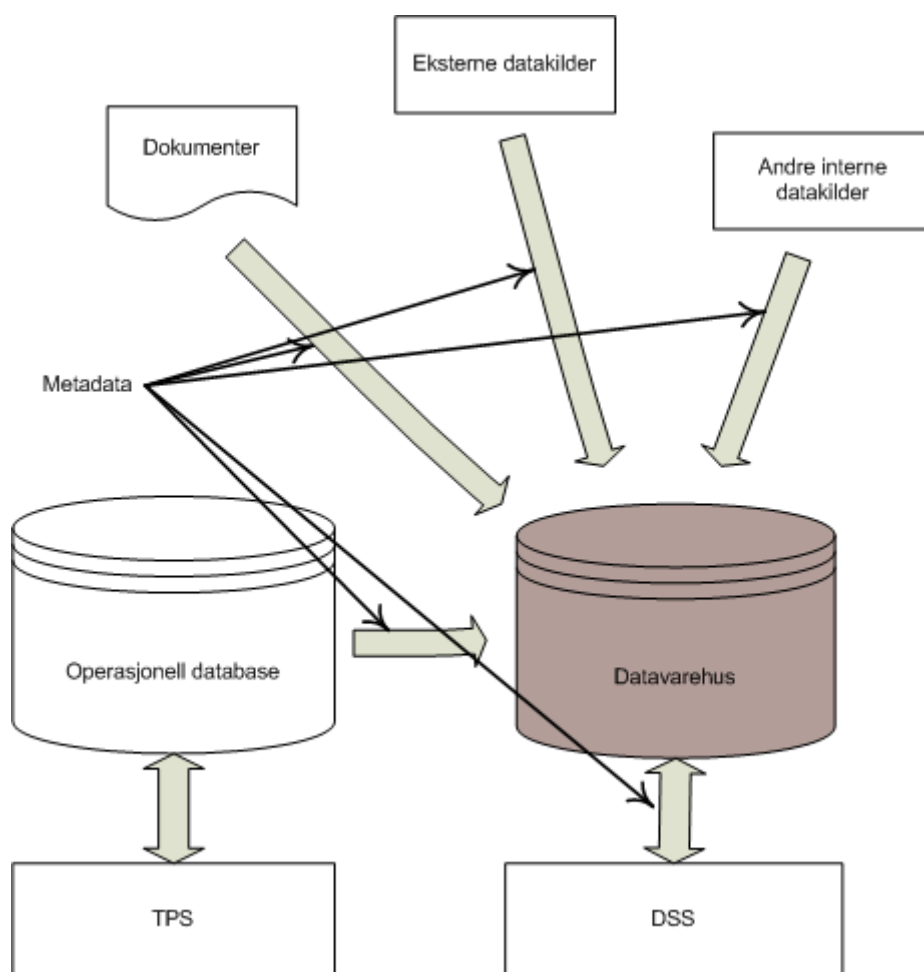 Eksterne datakilder
Dokumenter
Andre interne
datakilder
Metadata
Operasjonell database
Datavarehus
TPS
DSS